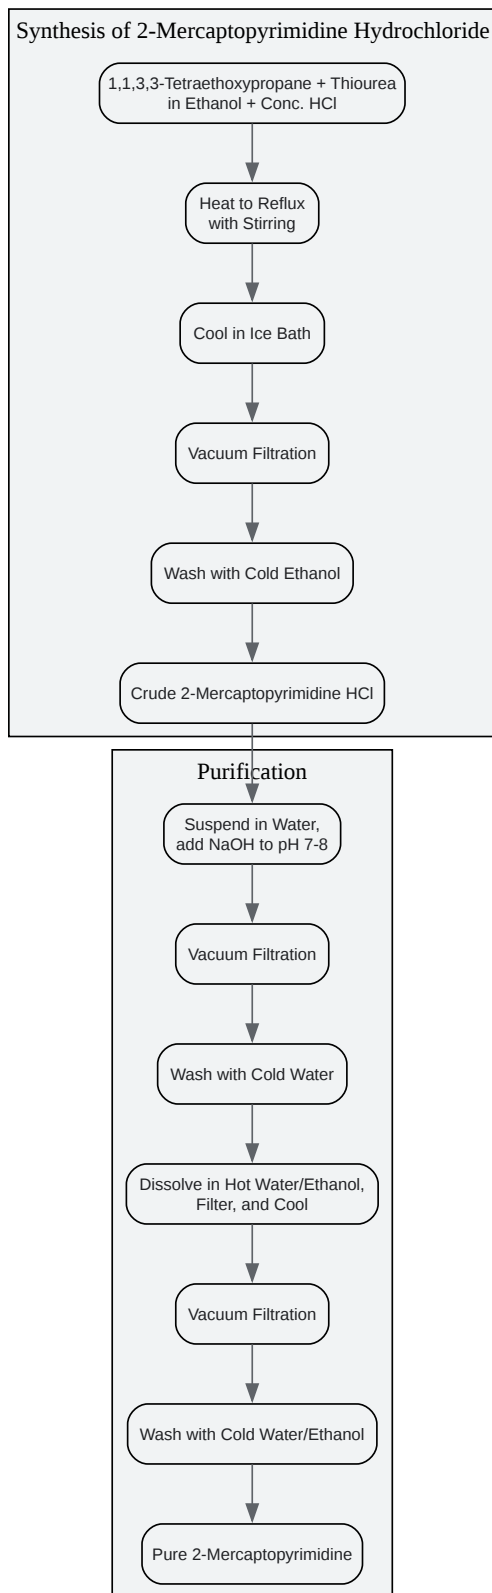 Synthesis of 2-Mercaptopyrimidine Hydrochloride
1,1,3,3-Tetraethoxypropane + Thiourea
in Ethanol + Conc. HCl
Heat to Reflux
with Stirring
Cool in Ice Bath
Vacuum Filtration
Wash with Cold Ethanol
Crude 2-Mercaptopyrimidine HCl
Purification
Suspend in Water,
add NaOH to pH 7-8
Vacuum Filtration
Wash with Cold Water
Dissolve in Hot Water/Ethanol,
Filter, and Cool
Vacuum Filtration
Wash with Cold Water/Ethanol
Pure 2-Mercaptopyrimidine